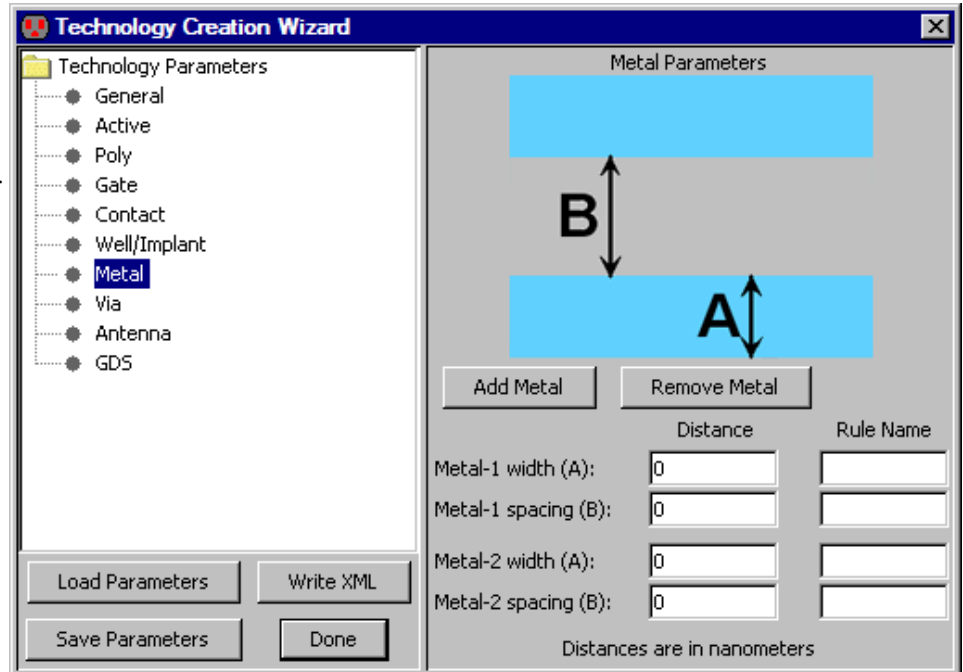 Technology Creation Wizard
Technology Parameters
General
Active
Poly
Gate
Contact
Well/Implant
Metal
Via
Antenna
GDS
Load Parameters
Write XML
Save Parameters
Done
Metal Parameters
B
A
Add Metal
Remove Metal
Distance
Rule Name
Metal-1 width (A):
0
Metal-1 spacing (B):
0
Metal-2 width (A):
0
Metal-2 spacing (B):
0
Distances are in nanometers